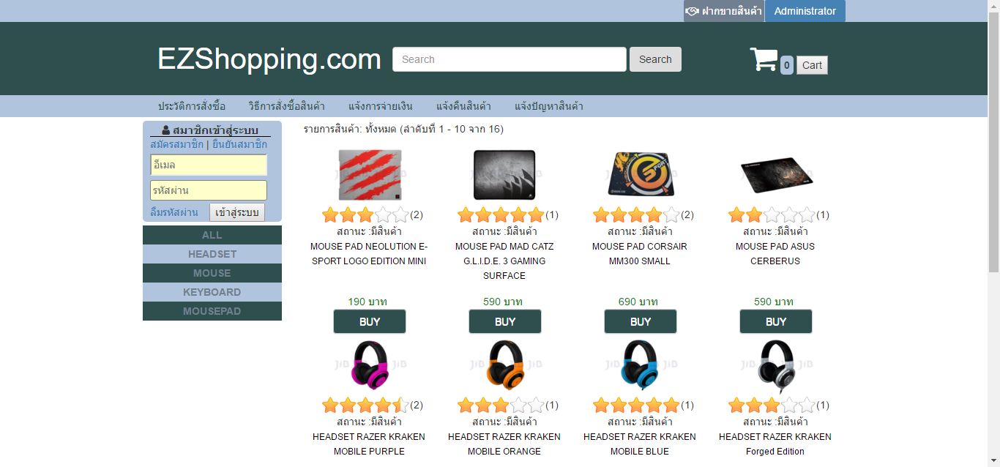 ฝากขายสินค้า Administrator
EZShopping.com Search Search 0 Cart
ประวัติการสั่งซื้อ วิธีการสั่งซื้อสินค้า แจ้งการจ่ายเงิน แจ้งคืนสินค้า แจ้งปัญหาสินค้า
สมาชิกเข้าสู่ระบบ
สมัครสมาชิก | ยืนยันสมาชิก
อีเมล
รหัสผ่าน
ลืมรหัสผ่าน เข้าสู่ระบบ
ALL
HEADSET
MOUSE
KEYBOARD
MOUSEPAD
รายการสินค้า: ทั้งหมด (ลำดับที่ 1 - 10 จาก 16)
(2)
สถานะ :มีสินค้า
MOUSE PAD NEOLUTION E-
SPORT LOGO EDITION MINI
190 บาท
BUY
(1)
สถานะ :มีสินค้า
MOUSE PAD MAD CATZ
G.L.I.D.E. 3 GAMING
SURFACE
590 บาท
BUY
(2)
สถานะ :มีสินค้า
MOUSE PAD CORSAIR
MM300 SMALL
690 บาท
BUY
(1)
สถานะ :มีสินค้า
MOUSE PAD ASUS
CERBERUS
590 บาท
BUY
JIB
(2)
สถานะ :มีสินค้า
HEADSET RAZER KRAKEN
MOBILE PURPLE
JIB JIB
(1)
สถานะ :มีสินค้า
HEADSET RAZER KRAKEN
MOBILE ORANGE
JIB JIB
(1)
สถานะ :มีสินค้า
HEADSET RAZER KRAKEN
MOBILE BLUE
JIB JIB
(1)
สถานะ :มีสินค้า
HEADSET RAZER KRAKEN
Forged Edition